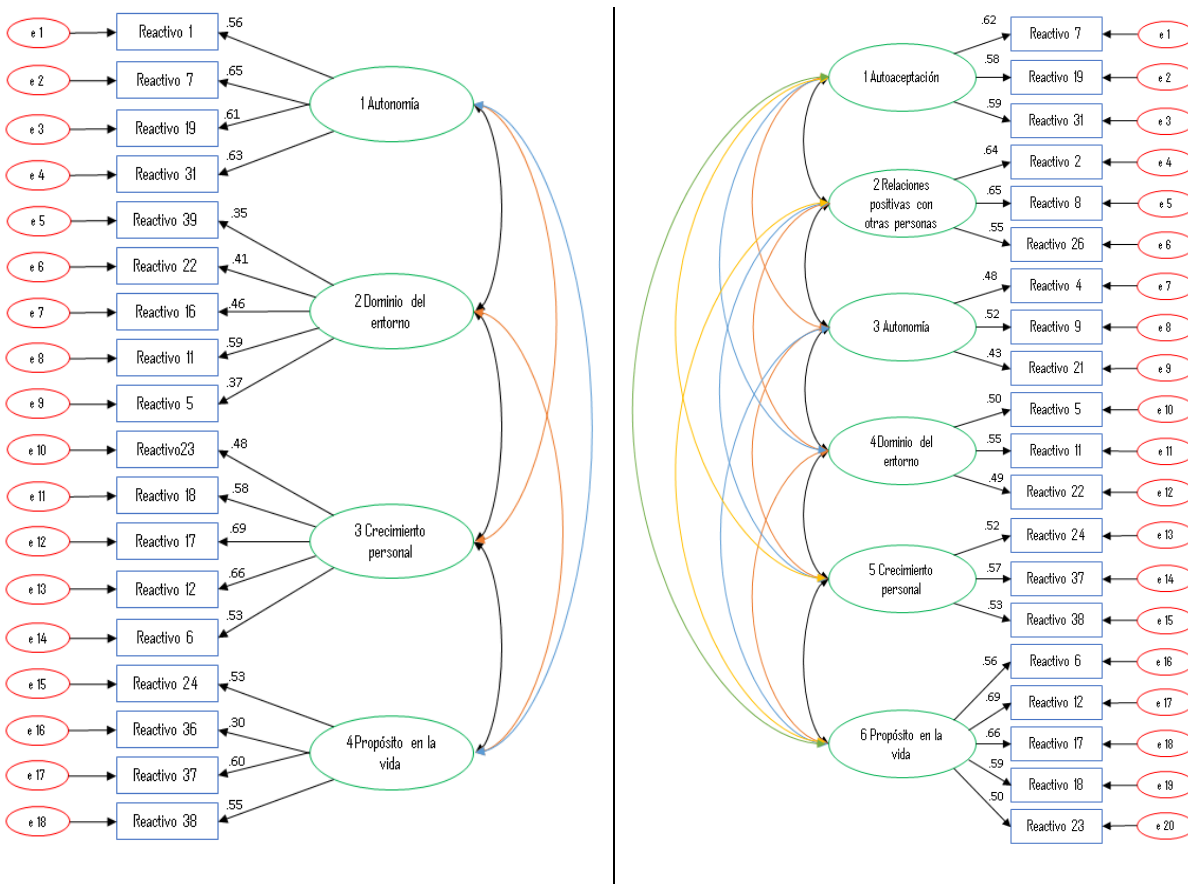 e 1
Reactivo 1
.56
e 2
Reactivo 7
.65
e 3
Reactivo 19
.61
e 4
Reactivo 31
.63
1 Autonomía
e 5
Reactivo 39
.35
e 6
Reactivo 22
.41
e 7
Reactivo 16
.46
e 8
Reactivo 11
.59
e 9
Reactivo 5
.37
2 Dominio del
entorno
e 10
Reactivo23
.48
e 11
Reactivo 18
.58
e 12
Reactivo 17
.69
e 13
Reactivo 12
.66
e 14
Reactivo 6
.53
3 Crecimiento
personal
e 15
Reactivo 24
.53
e 16
Reactivo 36
.30
e 17
Reactivo 37
.60
e 18
Reactivo 38
.55
4 Propósito en la
vida
1 Autoaceptación
.62
Reactivo 7
e 1
.58
Reactivo 19
e 2
.59
Reactivo 31
e 3
2 Relaciones
positivas con
otras personas
.64
Reactivo 2
e 4
.65
Reactivo 8
e 5
.55
Reactivo 26
e 6
3 Autonomía
.48
Reactivo 4
e 7
.52
Reactivo 9
e 8
.43
Reactivo 21
e 9
4 Dominio del
entorno
.50
Reactivo 5
e 10
.55
Reactivo 11
e 11
.49
Reactivo 22
e 12
5 Crecimiento
personal
.52
Reactivo 24
e 13
.57
Reactivo 37
e 14
.53
Reactivo 38
e 15
6 Propósito en la
vida
.56
Reactivo 6
e 16
.69
Reactivo 12
e 17
.66
Reactivo 17
e 18
.59
Reactivo 18
e 19
.50
Reactivo 23
e 20